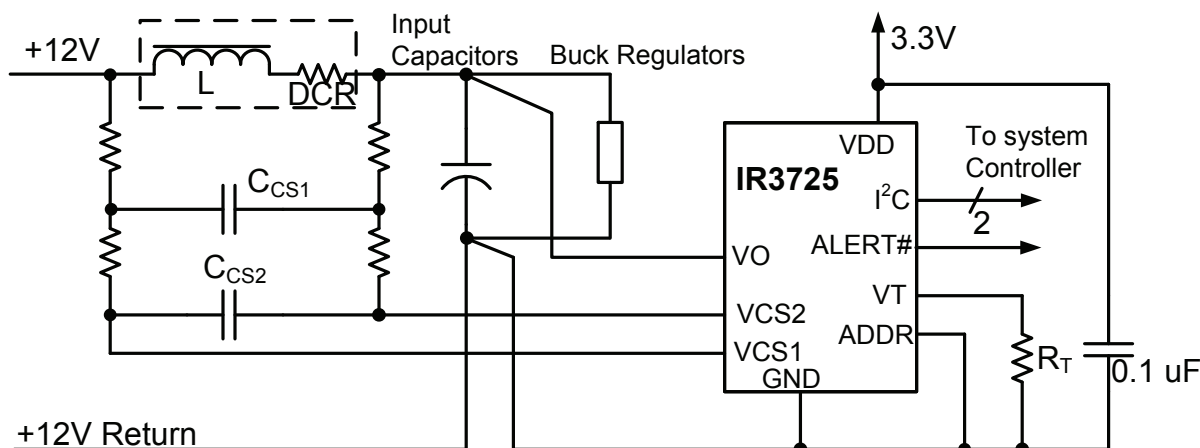 +12V
L
DCR
Input
Capacitors
Buck Regulators
3.3V
C_CS1
C_CS2
IR3725
VDD
I²C
ALERT#
VO
VT
VCS2
ADDR
VCS1
GND
To system
Controller
2
R_T
0.1 uF
+12V Return